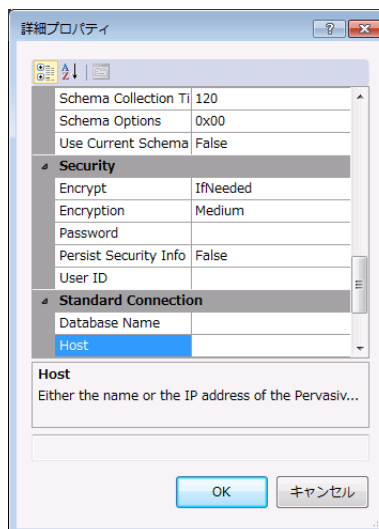 詳細プロパティ
Schema Collection Ti 120
Schema Options 0x00
Use Current Schema False
Security
Encrypt IfNeeded
Encryption Medium
Password
Persist Security Info False
User ID
Standard Connection
Database Name
Host
Host
Either the name or the IP address of the Pervasiv...
OK キャンセル